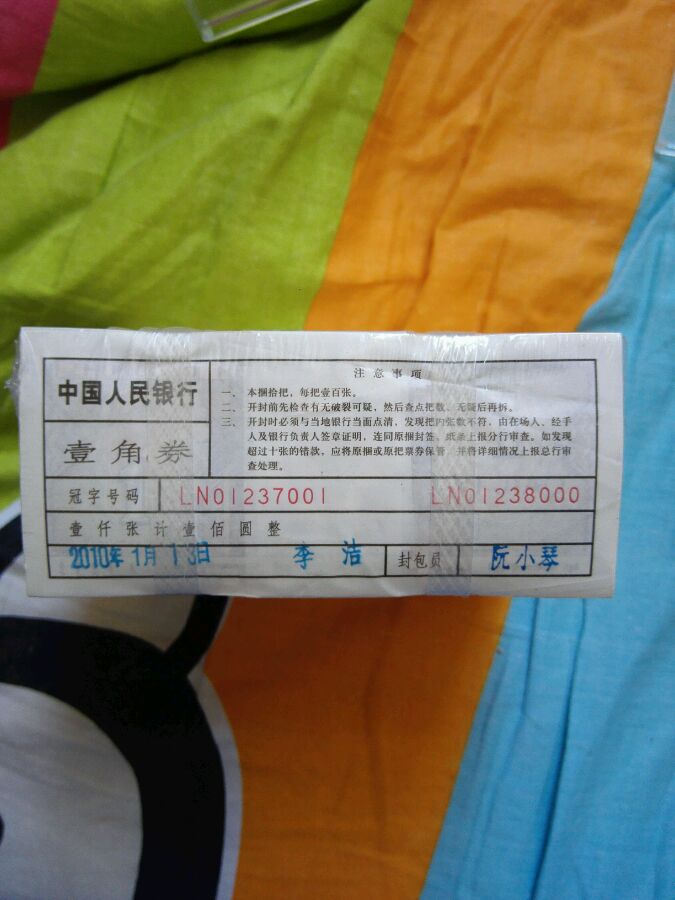 中国人民银行
壹角券
注意事项
一、本捆拾把，每把壹百张。
二、开封前先检查有无破裂可疑，然后查点把数、无疑后再拆。
三、开封时必须与当地银行当面点清，发现把内张数不符，由在场人、经手
人及银行负责人签章证明，连同原捆封签、或条上报分行审查。如发现
超过十张的错款，应将原捆或原把票券保管，并将详细情况上报总行审
查处理。
冠字号码 LN01237001 LN01238000
壹仟张计壹佰圆整
2010年1月13日 李洁 封包员 阮小琴